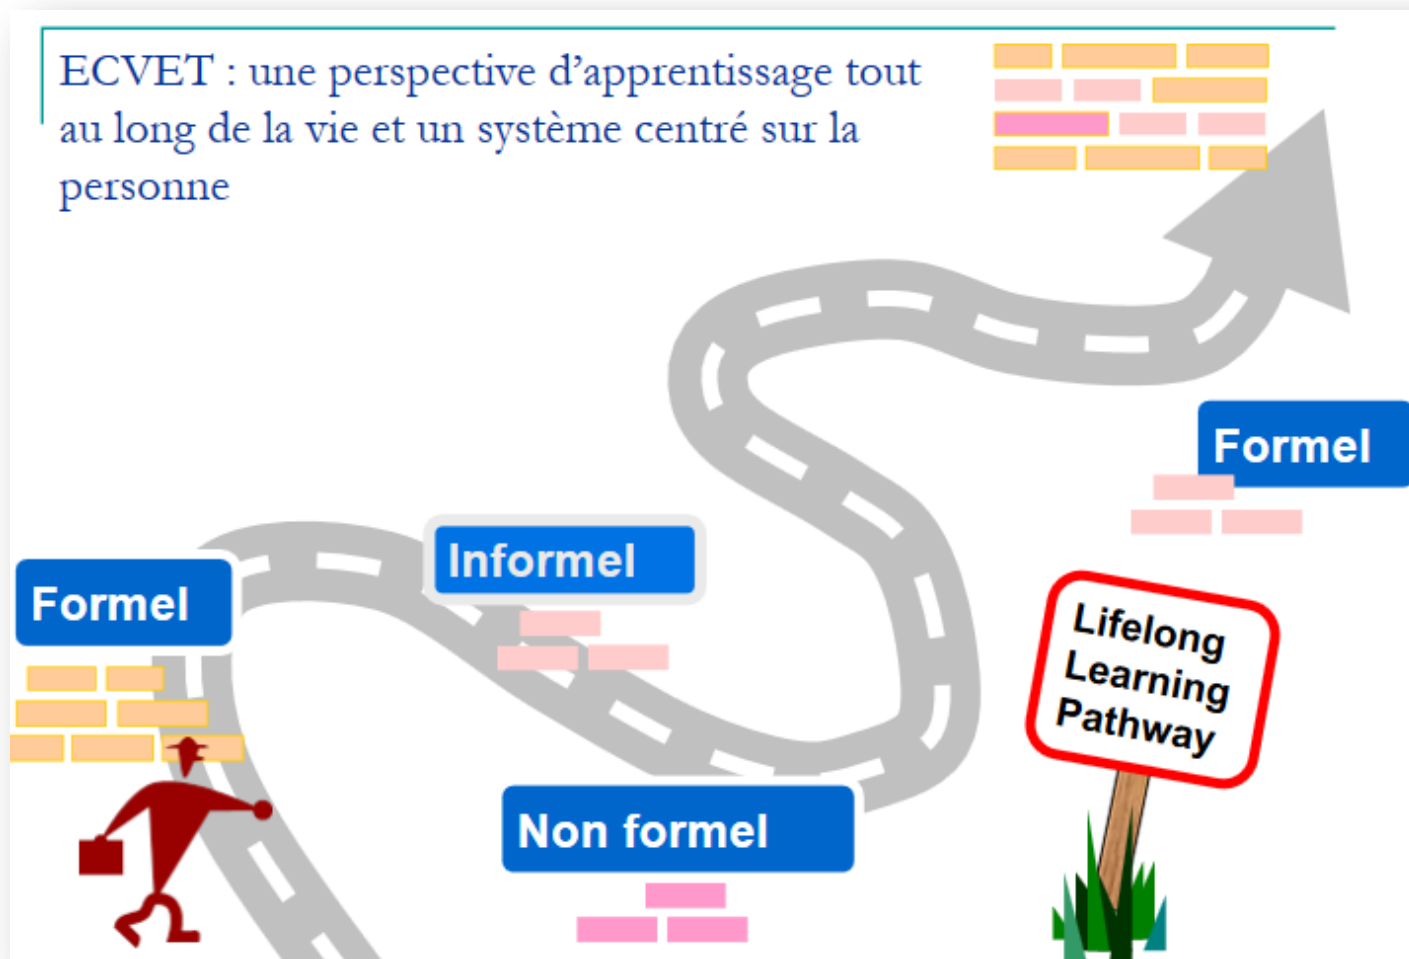 ECVET : une perspective d’apprentissage tout
au long de la vie et un système centré sur la
personne
Formel
Informel
Formel
Non formel
Lifelong
Learning
Pathway